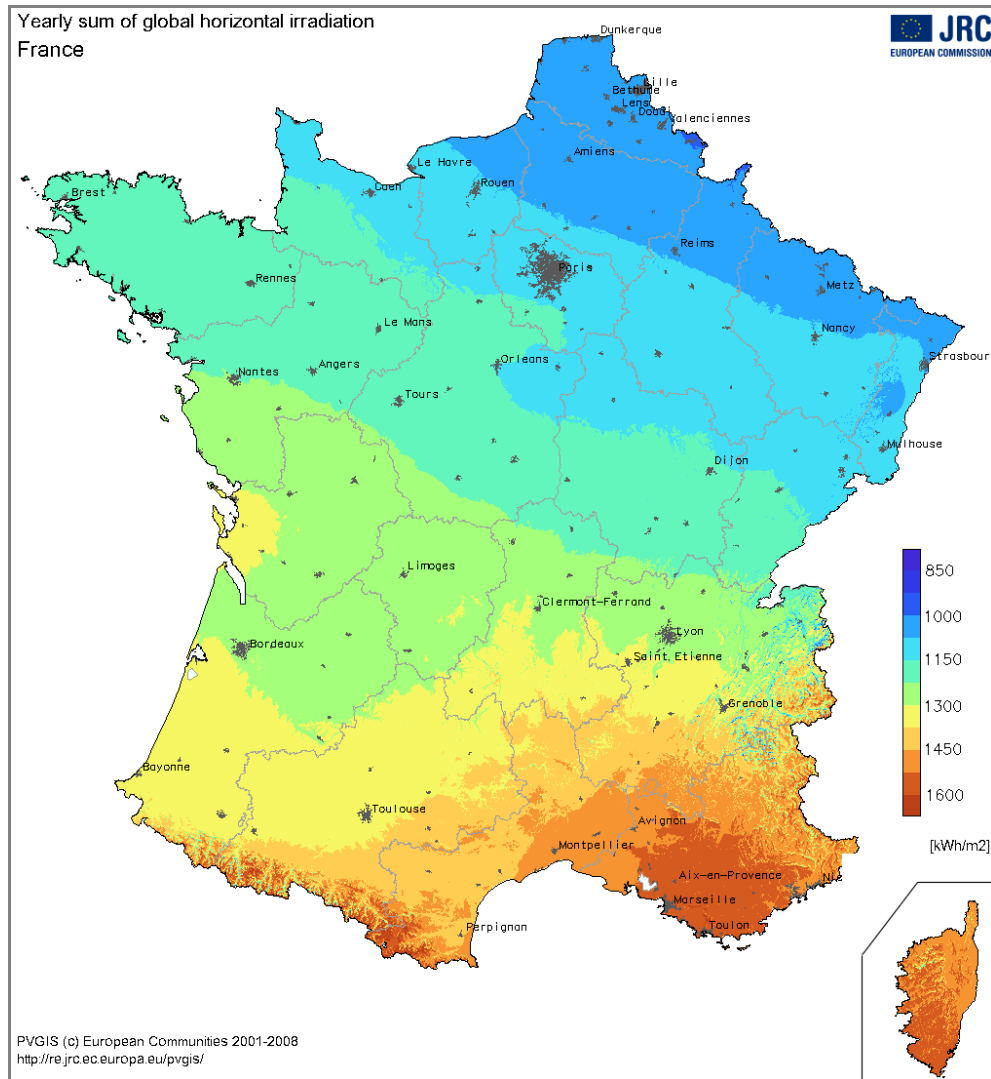 Yearly sum of global horizontal irradiation
France
JRC
EUROPEAN COMMISSION
Dunkerque
Lille
Bethune
Lens
Douai
Valenciennes
Amiens
Le Havre
Rouen
Caen
Brest
Reims
Paris
Metz
Rennes
Le Mans
Nancy
Strasbour
Orleans
Angers
Nantes
Tours
Mulhouse
Dijon
Limoges
Clermont-Ferrand
Lyon
Bordeaux
Saint Etienne
Grenoble
Bayonne
Toulouse
Avignon
Montpellier
Aix-en-Provence
Marseille
Toulon
Perpignan
850
1000
1150
1300
1450
1600
[kWh/m2]
PVGIS (c) European Communities 2001-2008
http://re.jrc.ec.europa.eu/pvgis/